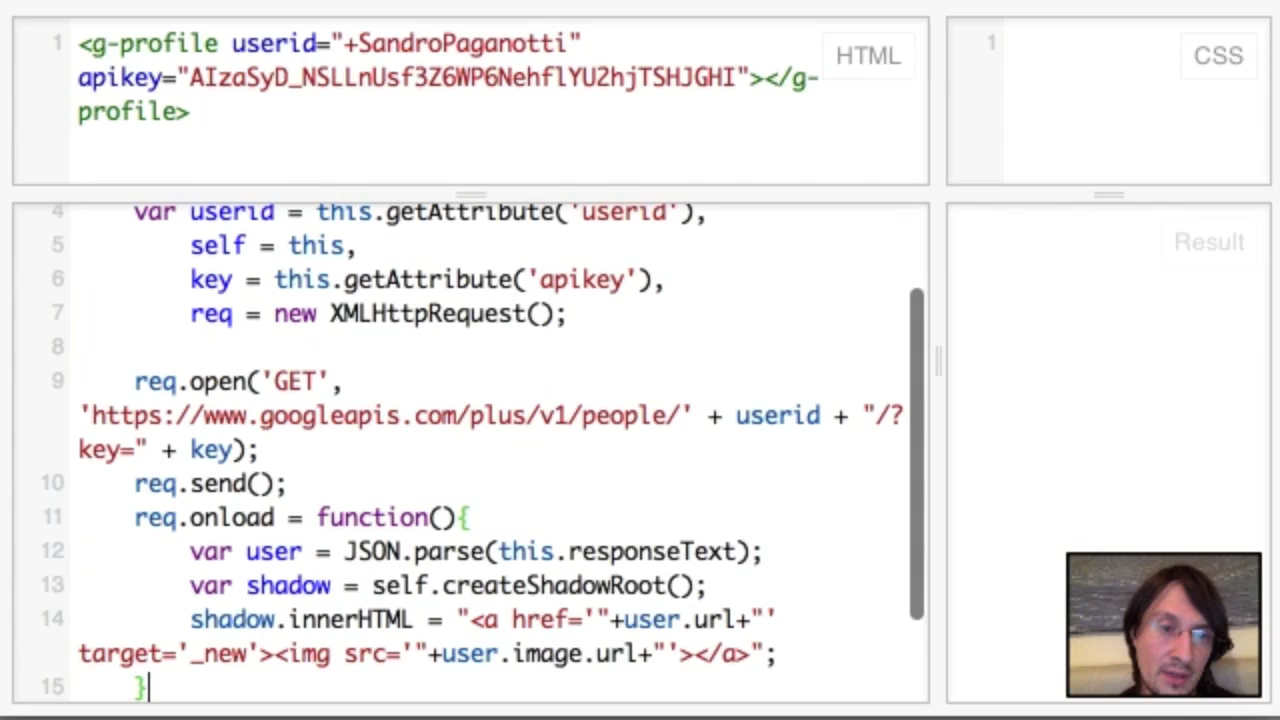 1 <g-profile userid="+SandroPaganotti"
apikey="AIzaSyD_NSLLnUsf3Z6WP6NehflYU2hjTSHJGHI"></g-
profile>
HTML
1
CSS
4 var userid = this.getAttribute('userid'),
5 self = this,
6 key = this.getAttribute('apikey'),
7 req = new XMLHttpRequest();
8
9 req.open('GET',
'https://www.googleapis.com/plus/v1/people/' + userid + "/?
key=" + key);
10 req.send();
11 req.onload = function(){
12 var user = JSON.parse(this.responseText);
13 var shadow = self.createShadowRoot();
14 shadow.innerHTML = "<a href='"+user.url+"'
target='_new'><img src='"+user.image.url+"'></a>";
15 }
Result